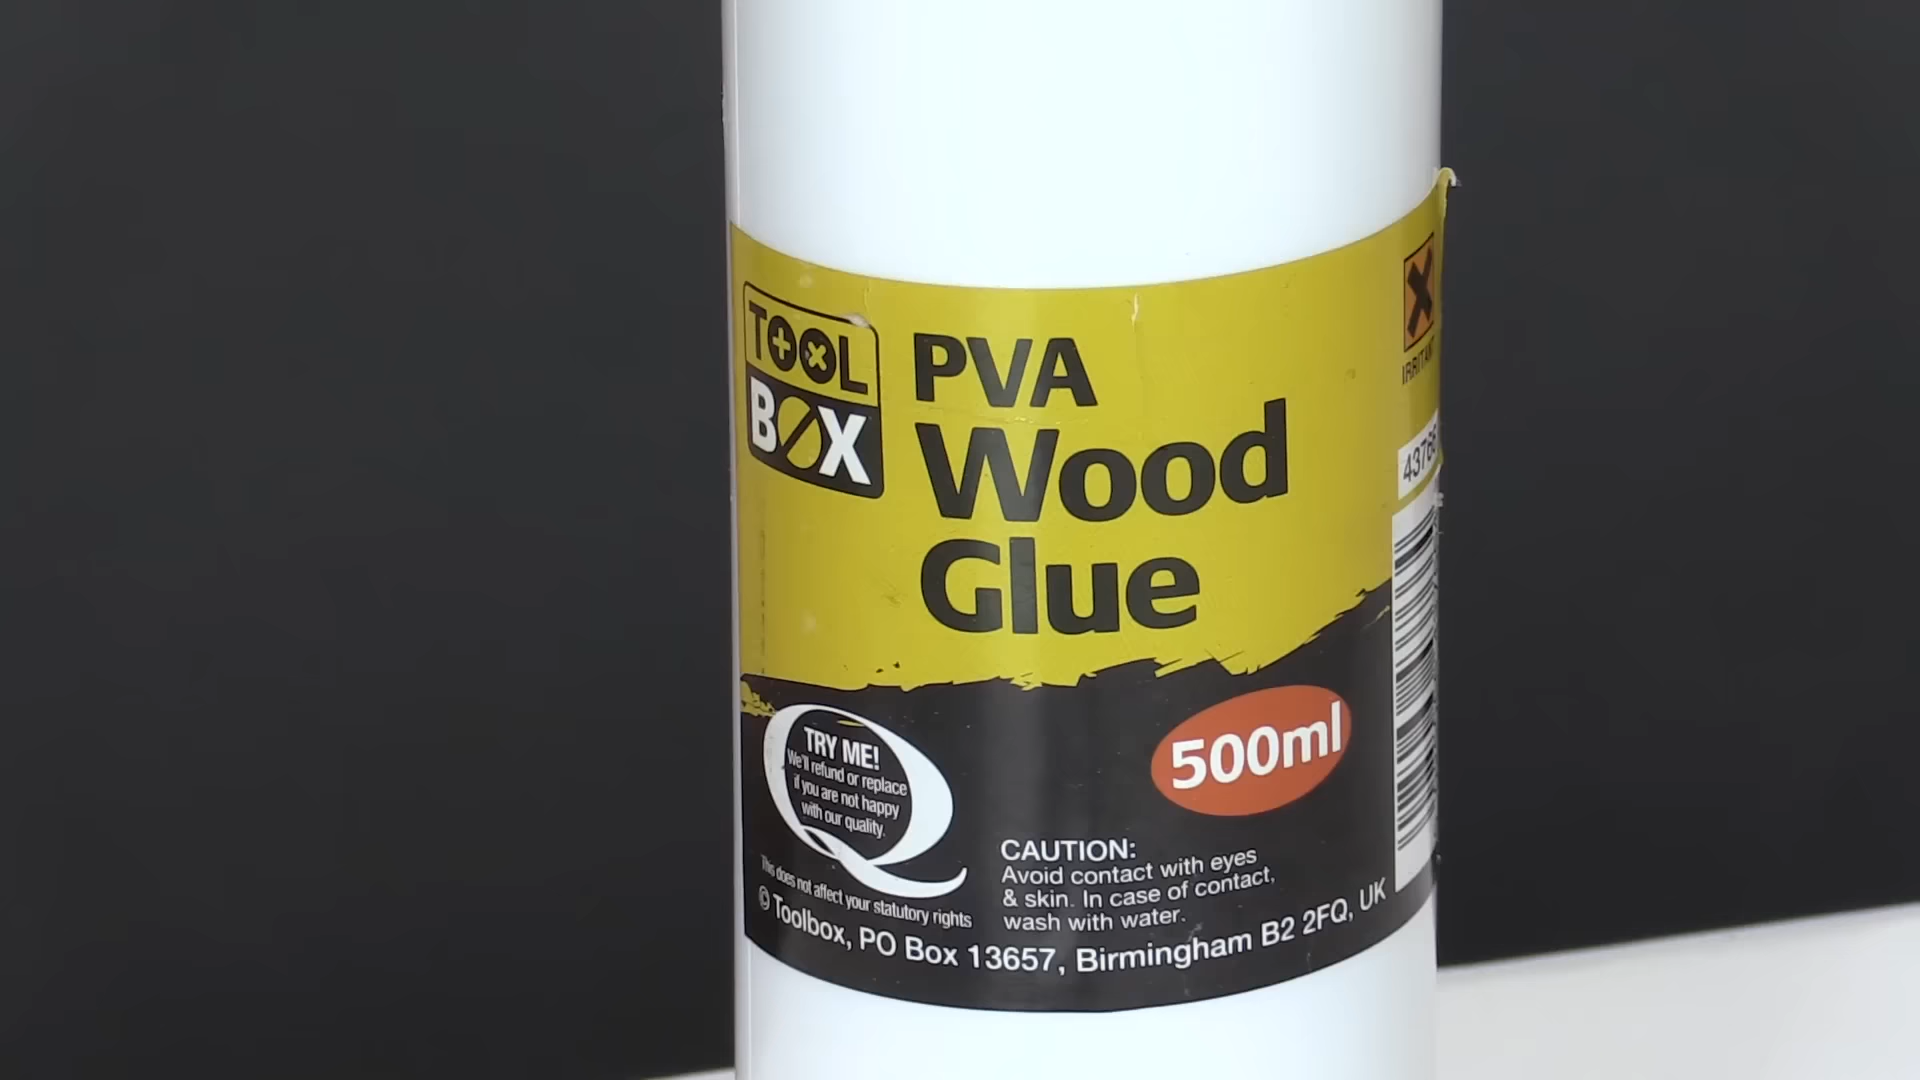 TOOL
BOX
PVA
Wood
Glue
IRRITANT
TRY ME!
We'll refund or replace
if you are not happy
with our quality.
This does not affect your statutory rights
500ml
CAUTION:
Avoid contact with eyes
& skin. In case of contact,
wash with water.
© Toolbox, PO Box 13657, Birmingham B2 2FQ, UK